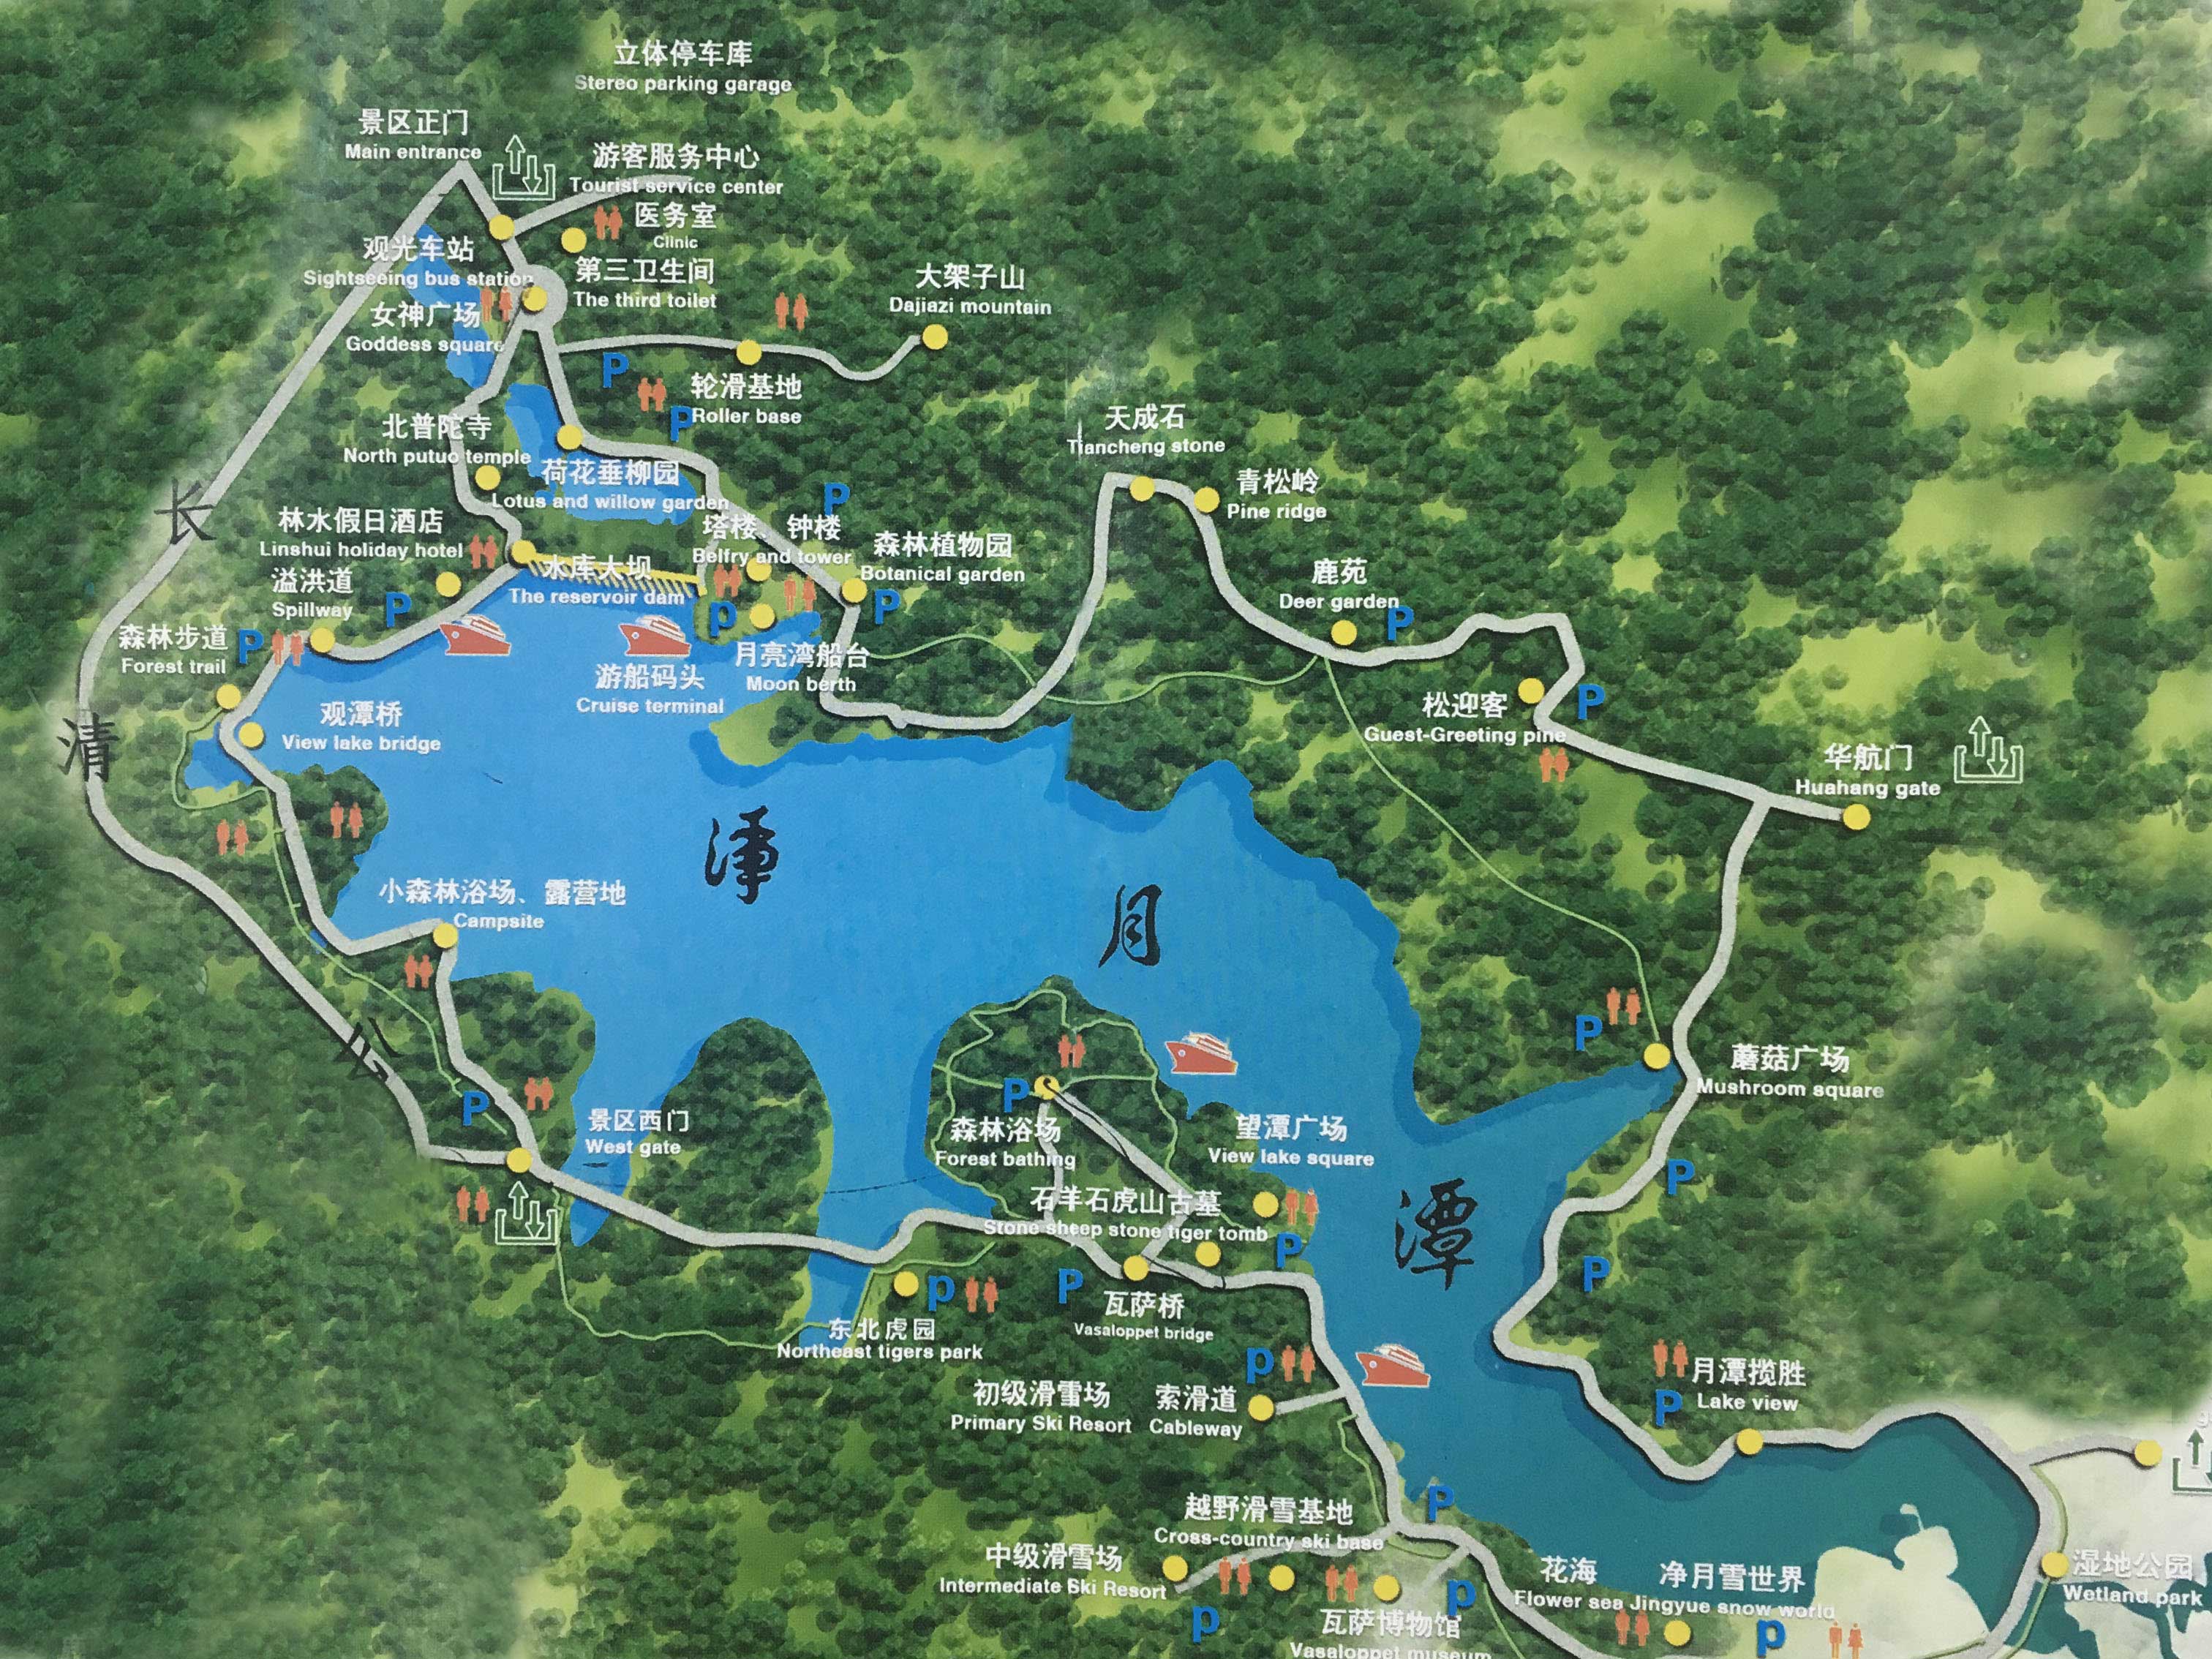 立体停车库
Stereo parking garage
景区正门
Main entrance
游客服务中心
Tourist service center
医务室
Clinic
观光车站
Sightseeing bus station
第三卫生间
The third toilet
女神广场
Goddess square
大架子山
Dajiazi mountain
P
轮滑基地
Roller base
P
北普陀寺
North putuo temple
天成石
Tiancheng stone
荷花垂柳园
Lotus and willow garden
青松岭
Pine ridge
P
长
林水假日酒店
Linshui holiday hotel
塔楼、钟楼
Belfry and tower
森林植物园
Botanical garden
水库大坝
The reservoir dam
溢洪道
Spillway
P
P
P
鹿苑
Deer garden
P
森林步道
Forest trail
P
月亮湾船台
Moon berth
游船码头
Cruise terminal
松迎客
Guest-Greeting pine
P
观潭桥
View lake bridge
清
华航门
Huahang gate
净
月
潭
小森林浴场、露营地
Campsite
公
P
蘑菇广场
Mushroom square
P
P
森林浴场
Forest bathing
P
景区西门
West gate
望潭广场
View lake square
P
石羊石虎山古墓
Stone sheep stone tiger tomb
P
P
P
瓦萨桥
Vasaloppet bridge
P
东北虎园
Northeast tigers park
P
月潭揽胜
Lake view
P
初级滑雪场
Primary Ski Resort
索滑道
Cableway
P
越野滑雪基地
Cross-country ski base
中级滑雪场
Intermediate Ski Resort
P
P
瓦萨博物馆
Vasaloppet museum
花海
Flower sea
净月雪世界
Jingyue snow world
P
湿地公园
Wetland park